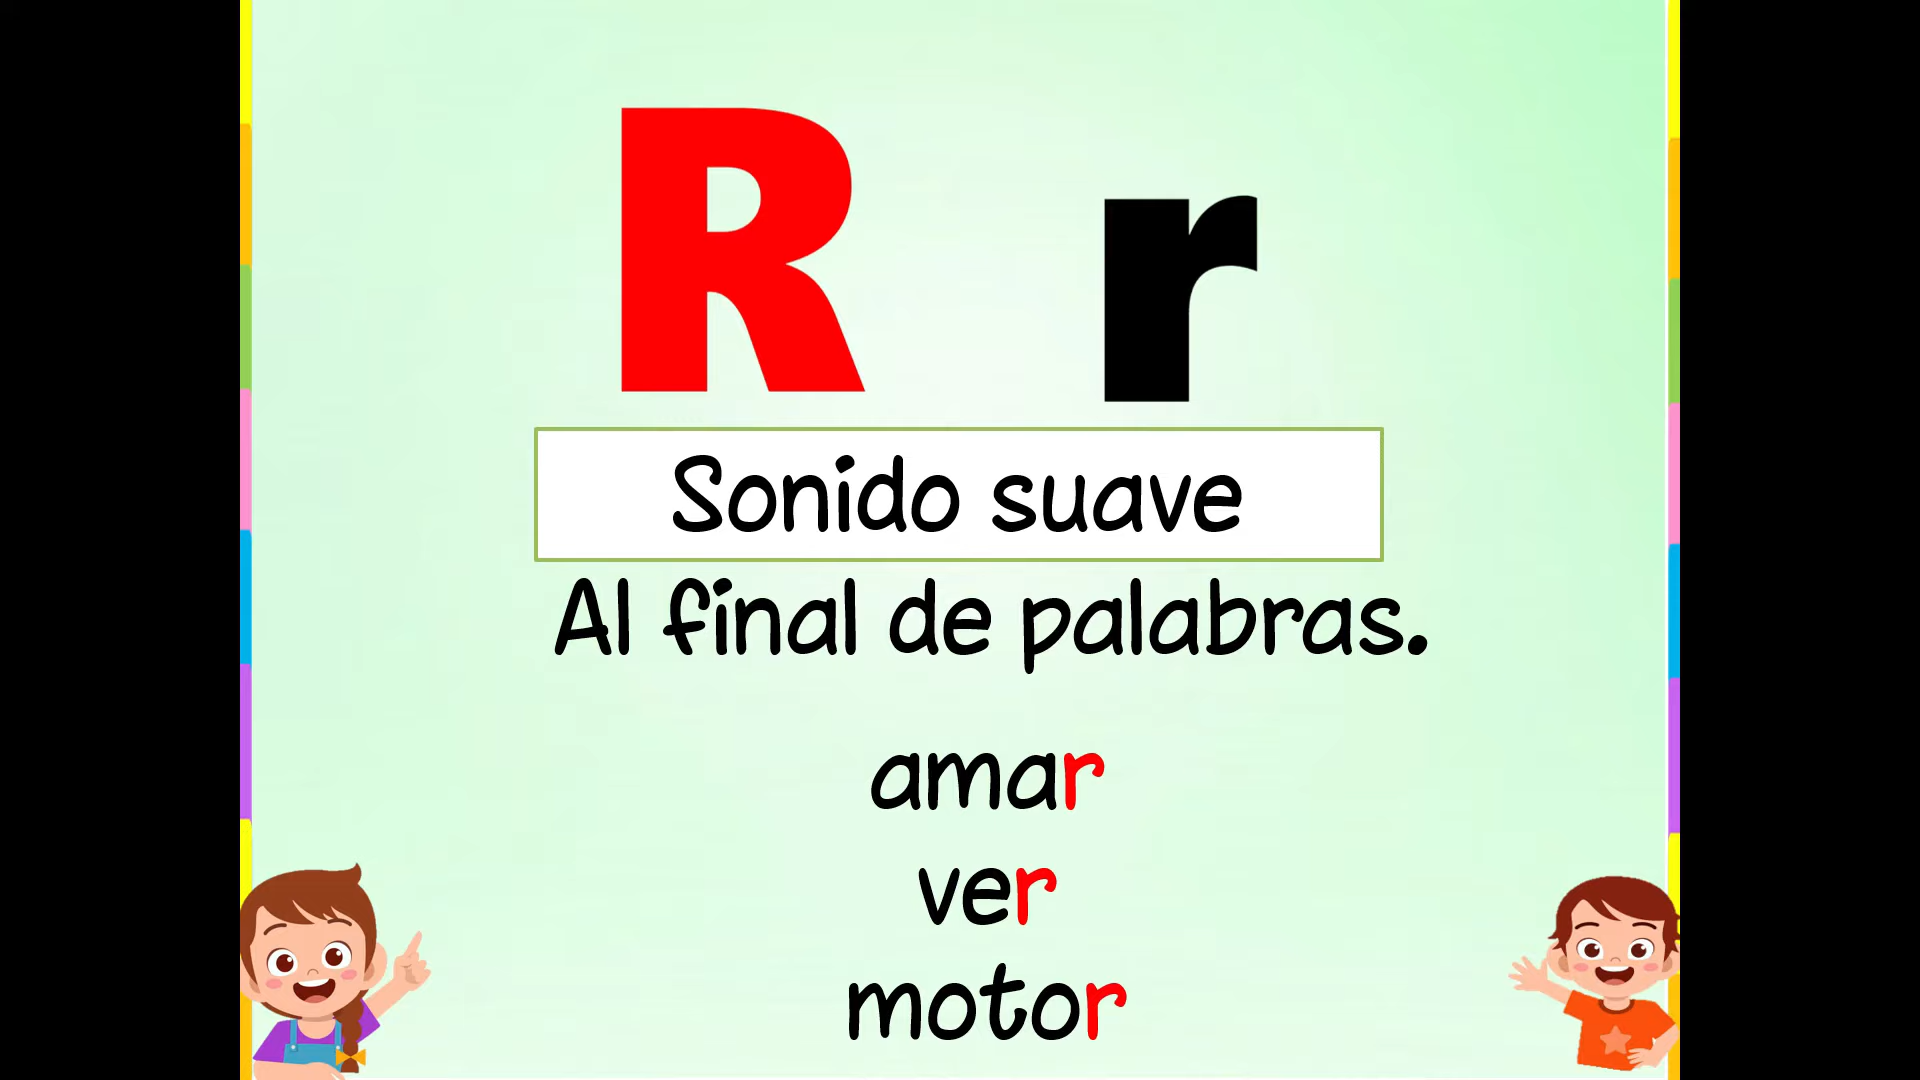 R r
Sonido suave
Al final de palabras.
amar
ver
motor